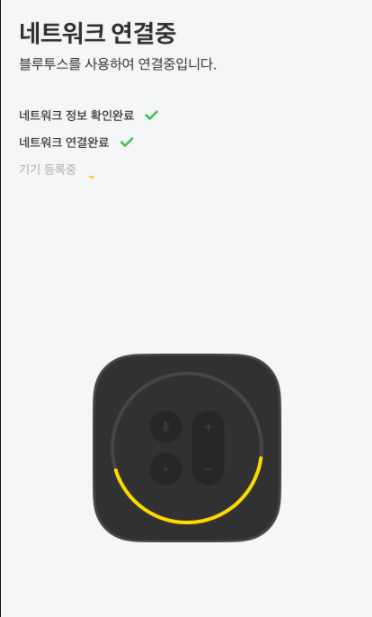 네트워크 연결중
블루투스를 사용하여 연결중입니다.
네트워크 정보 확인완료
네트워크 연결완료
기기 등록중